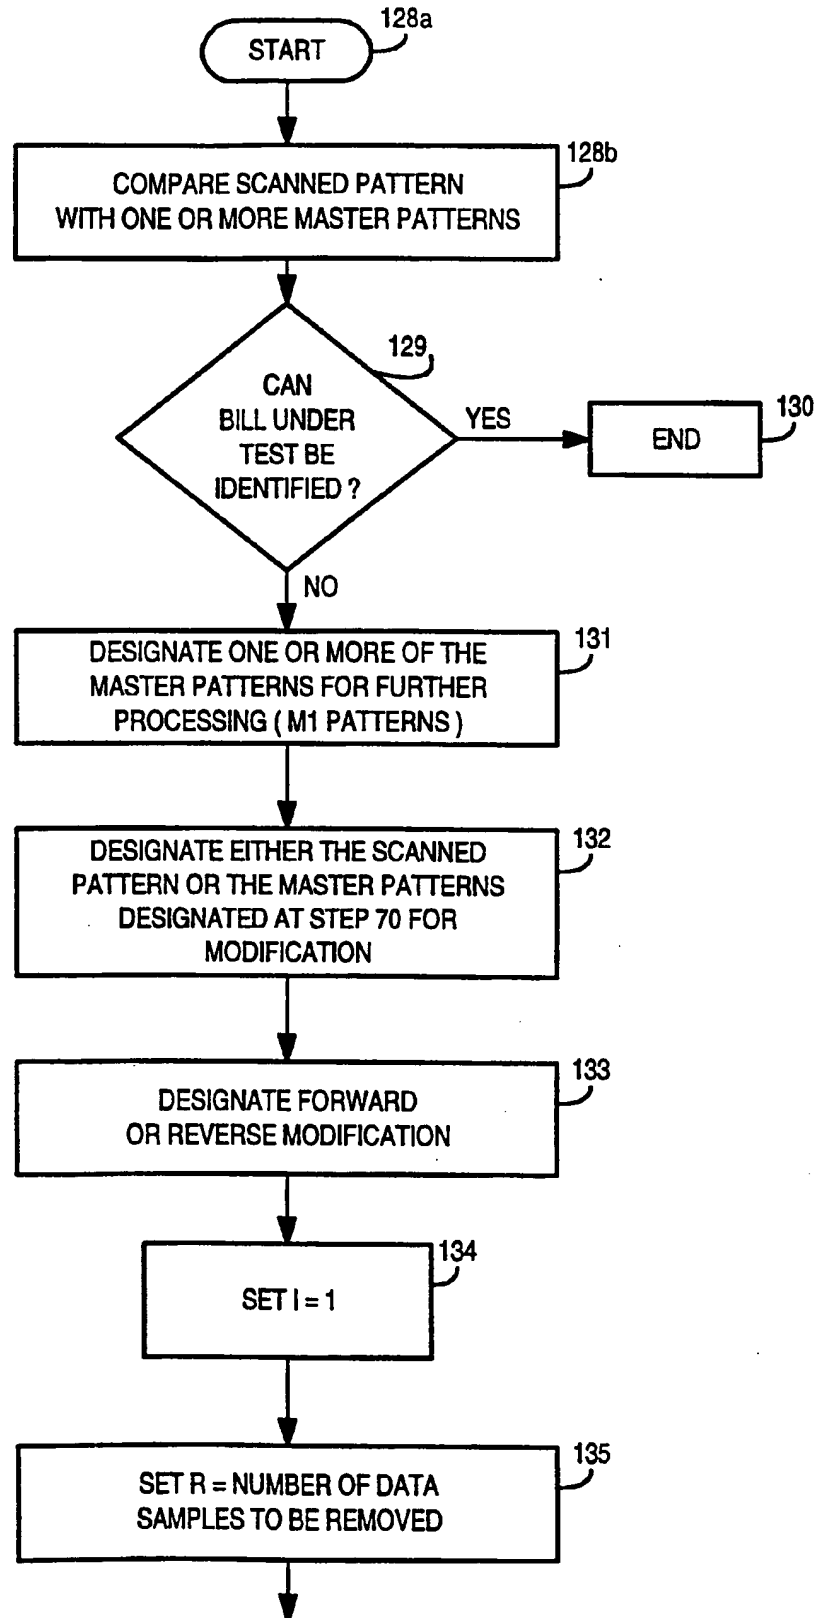 START
128a
COMPARE SCANNED PATTERN
WITH ONE OR MORE MASTER PATTERNS
128b
CAN
BILL UNDER
TEST BE
IDENTIFIED ?
129
YES
END
130
NO
DESIGNATE ONE OR MORE OF THE
MASTER PATTERNS FOR FURTHER
PROCESSING ( M1 PATTERNS )
131
DESIGNATE EITHER THE SCANNED
PATTERN OR THE MASTER PATTERNS
DESIGNATED AT STEP 70 FOR
MODIFICATION
132
DESIGNATE FORWARD
OR REVERSE MODIFICATION
133
SET I = 1
134
SET R = NUMBER OF DATA
SAMPLES TO BE REMOVED
135